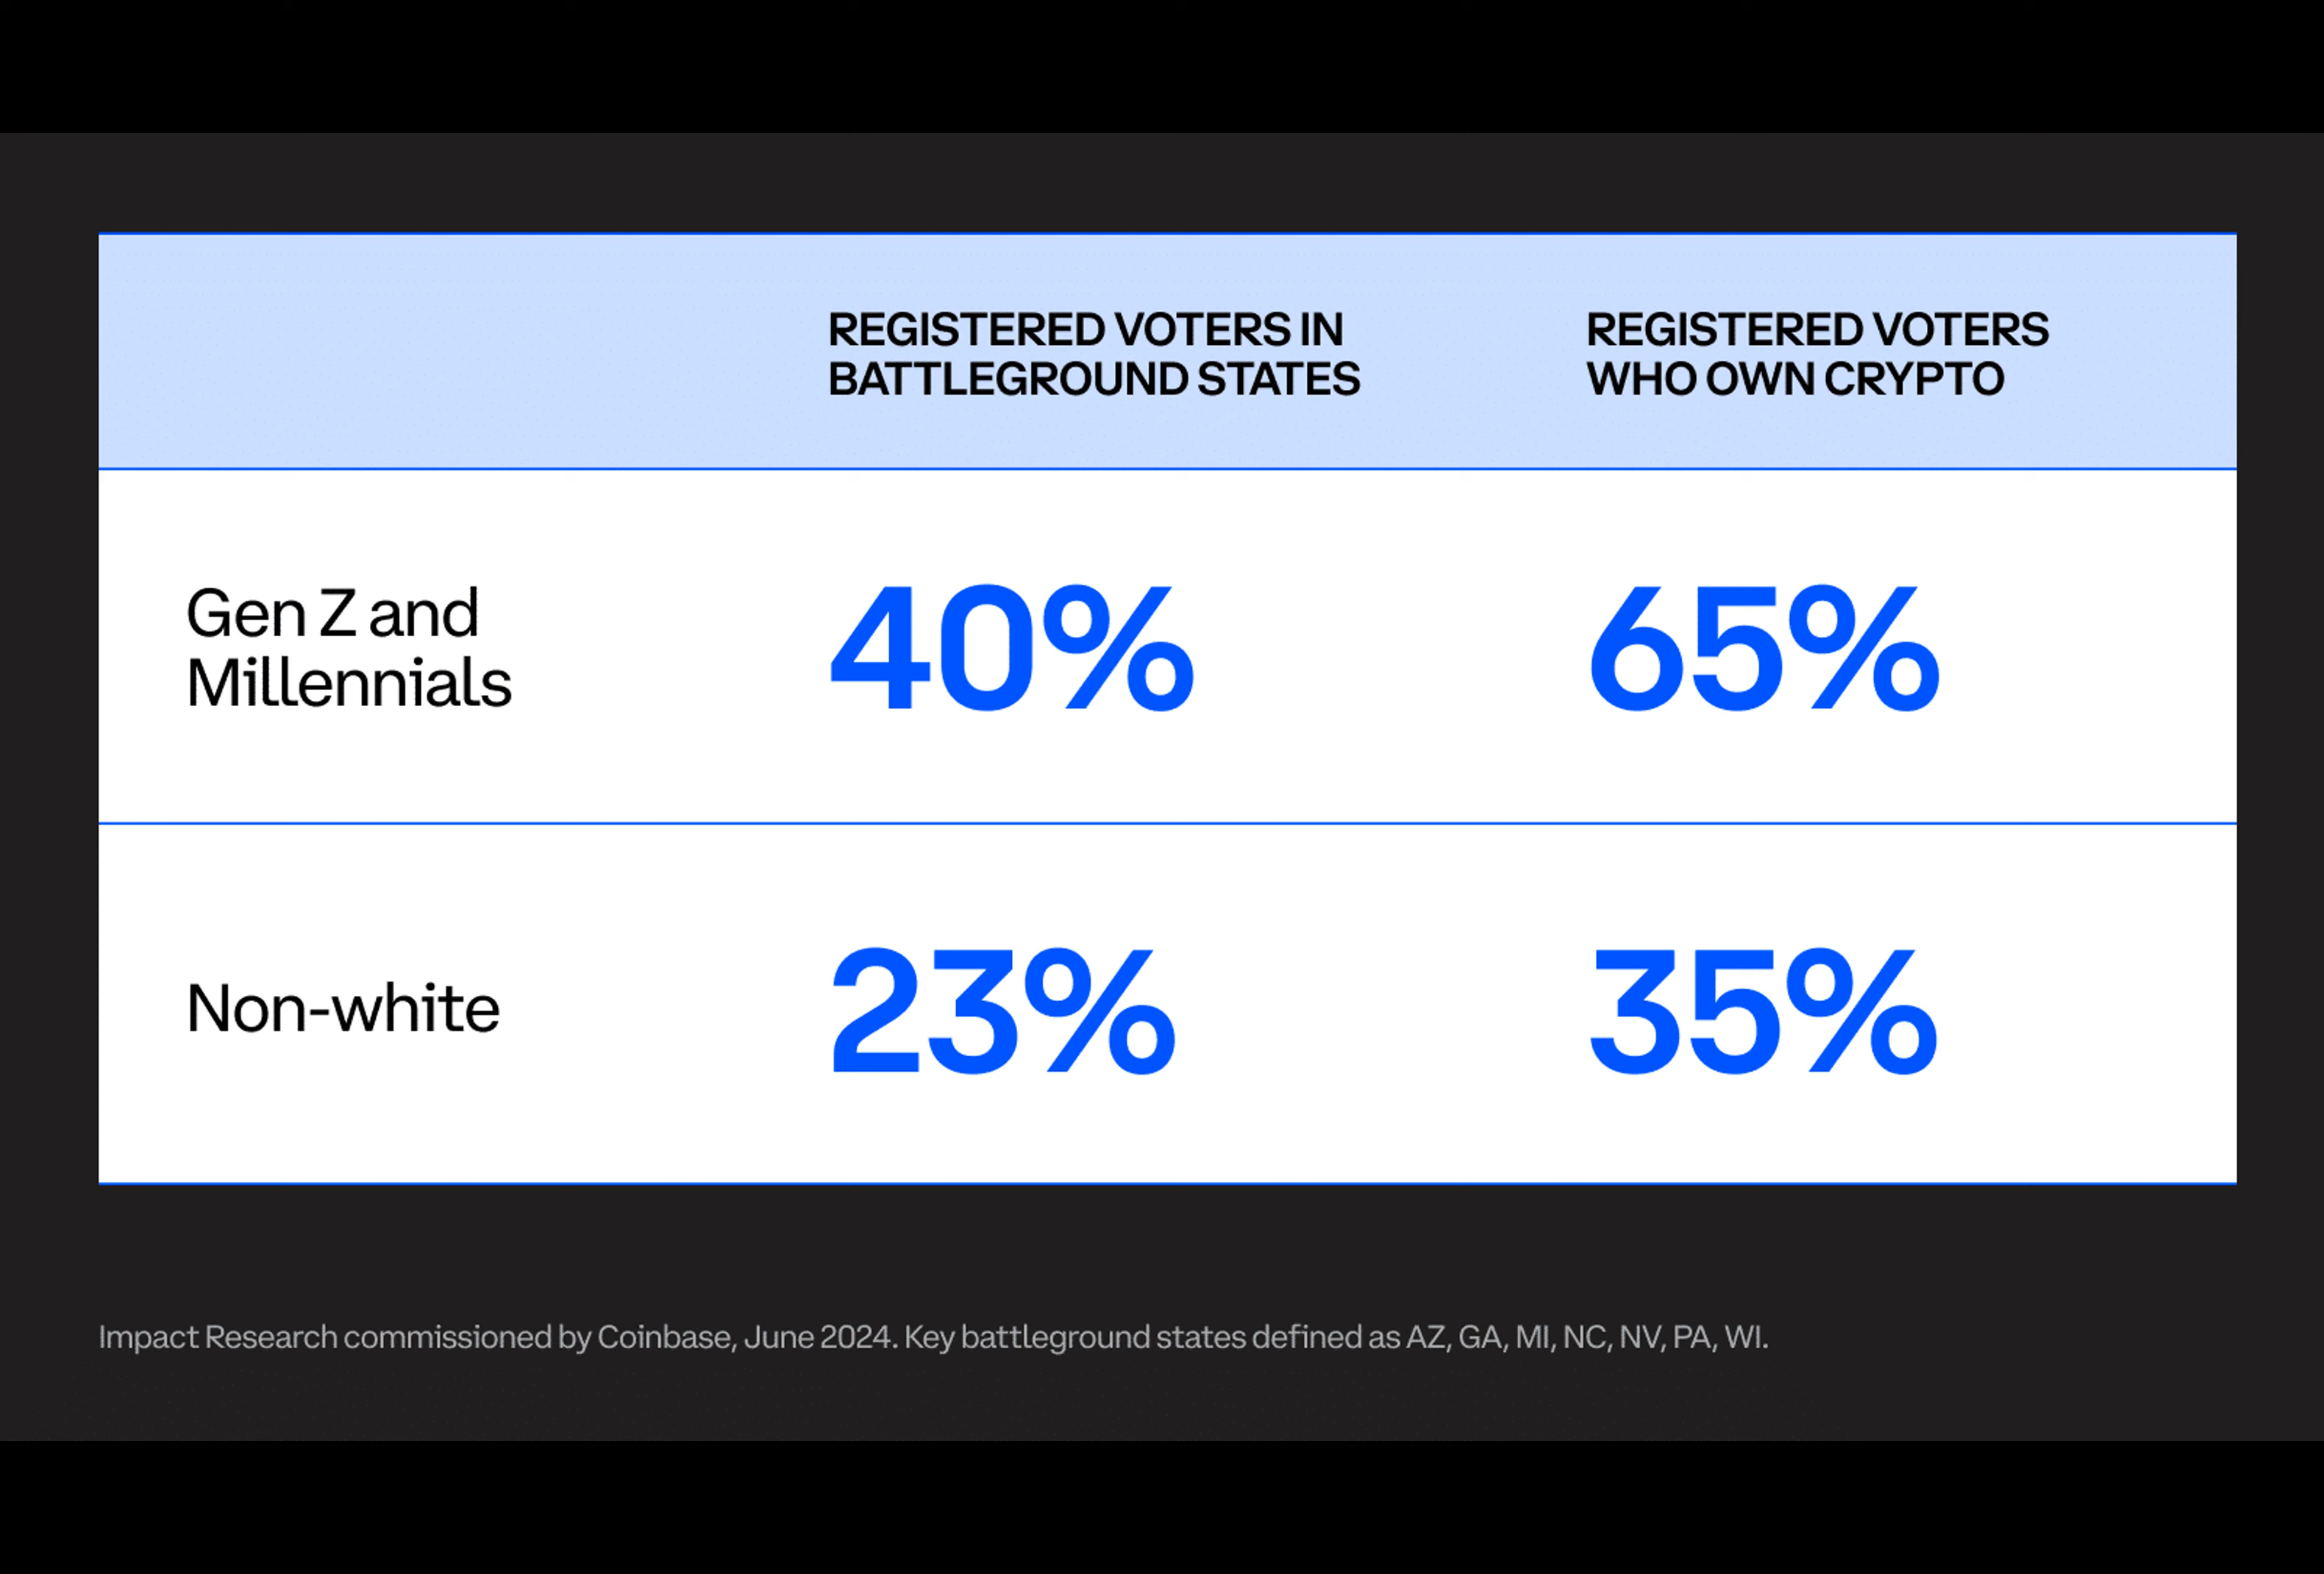 REGISTERED VOTERS IN
BATTLEGROUND STATES
REGISTERED VOTERS
WHO OWN CRYPTO
Gen Z and
Millennials
40%
65%
Non-white
23%
35%
Impact Research commissioned by Coinbase, June 2024. Key battleground states defined as AZ, GA, MI, NC, NV, PA, WI.